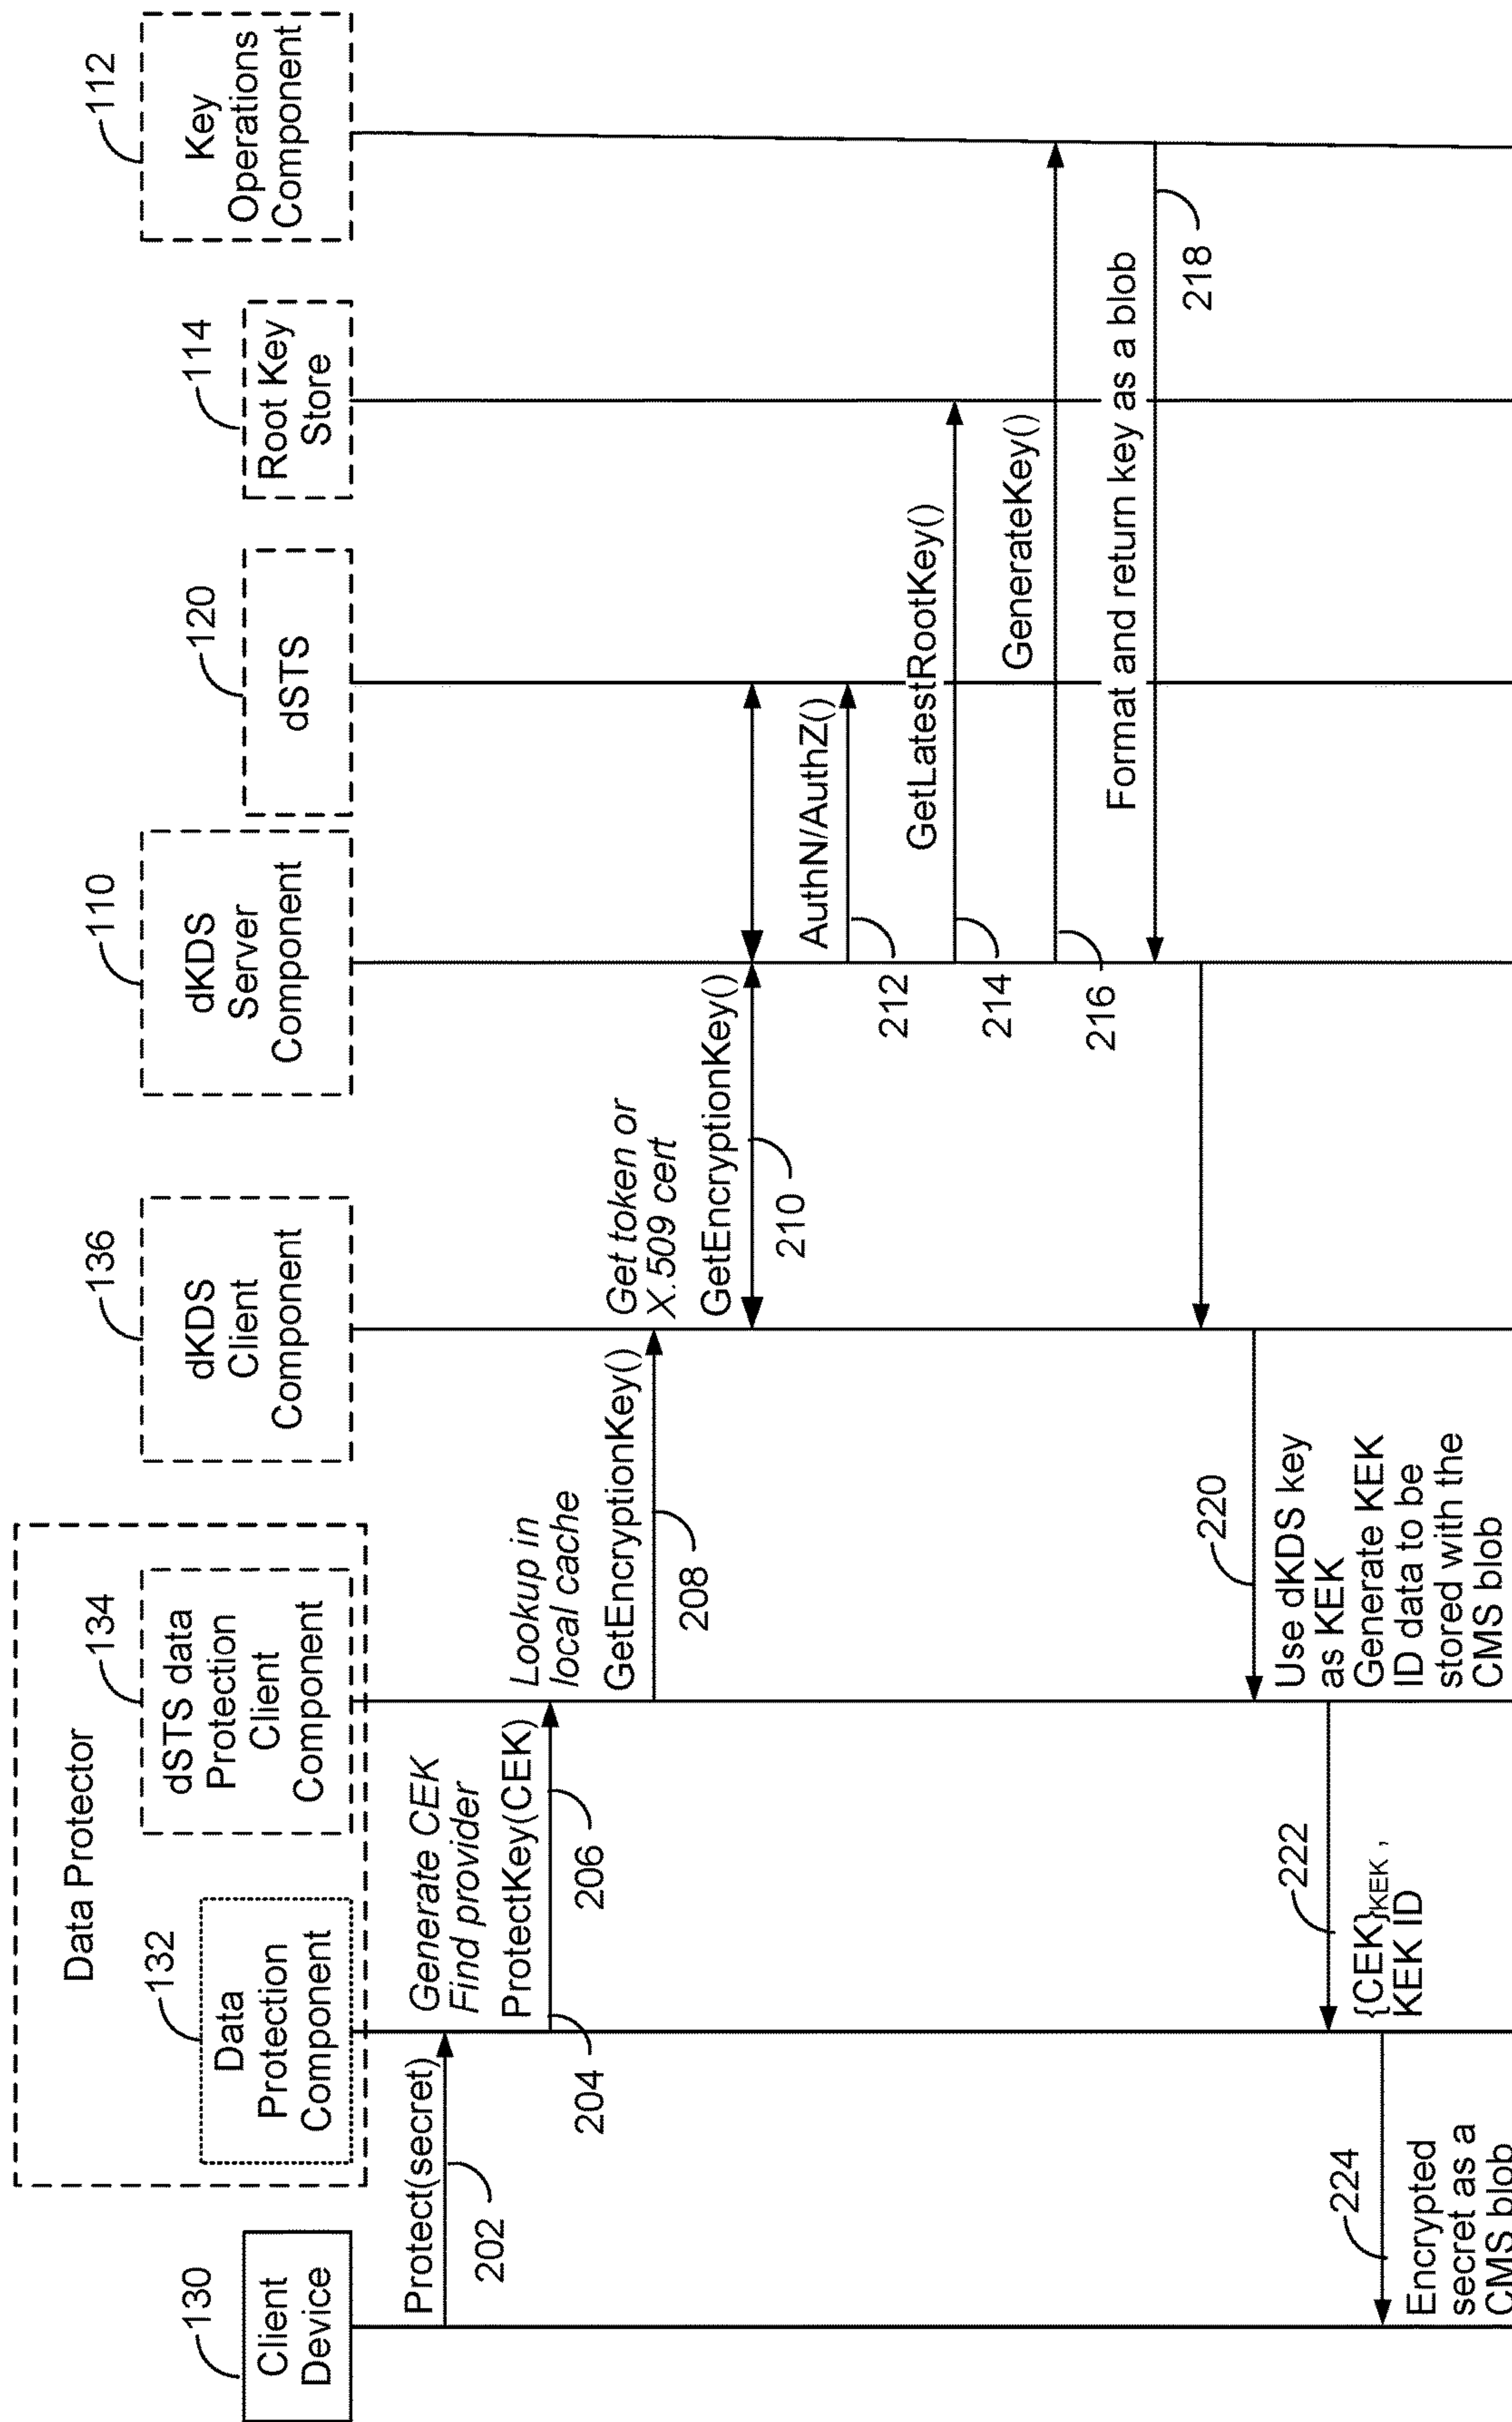 Data Protector
130
Client
Device
132
Data
Protection
Component
134
dSTS data
Protection
Client
Component
136
dKDS
Client
Component
110
dKDS
Server
Component
120
dSTS
114
Root Key
Store
112
Key
Operations
Component
Protect(secret)
202
Generate CEK
Find provider
ProtectKey(CEK)
204
206
Lookup in
local cache
GetEncryptionKey()
208
Get token or
X.509 cert
GetEncryptionKey()
210
AuthN/AuthZ()
212
GetLatestRootKey()
214
GenerateKey()
216
Format and return key as a blob
218
220
Use dKDS key
as KEK
Generate KEK
ID data to be
stored with the
CMS blob
222
{CEK}KEK ,
KEK ID
224
Encrypted
secret as a
CMS blob